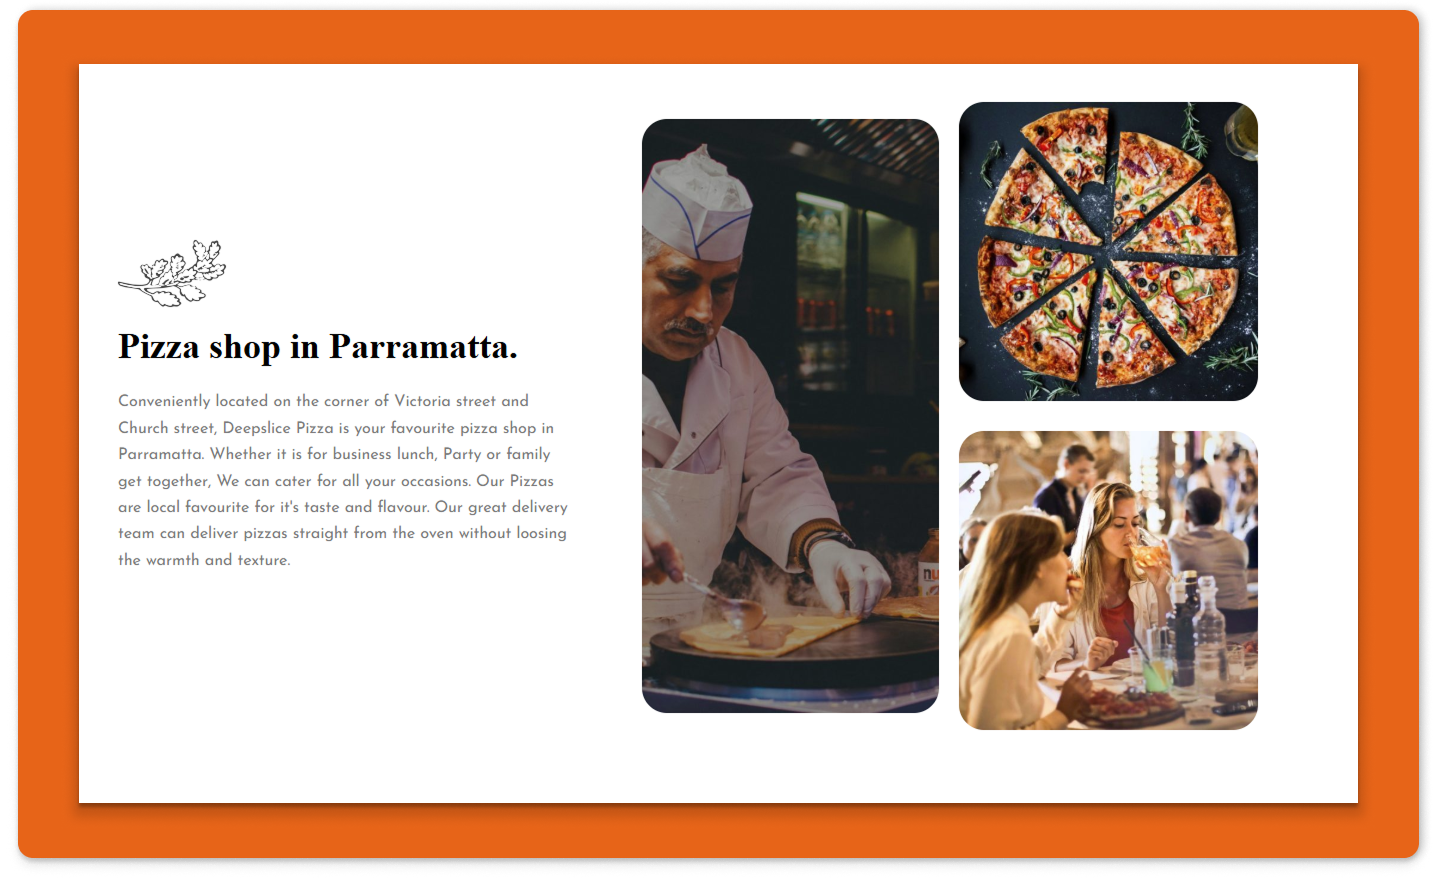 Pizza shop in Parramatta.
Conveniently located on the corner of Victoria street and
Church street, Deepslice Pizza is your favourite pizza shop in
Parramatta. Whether it is for business lunch, Party or family
get together, We can cater for all your occasions. Our Pizzas
are local favourite for it's taste and flavour. Our great delivery
team can deliver pizzas straight from the oven without loosing
the warmth and texture.